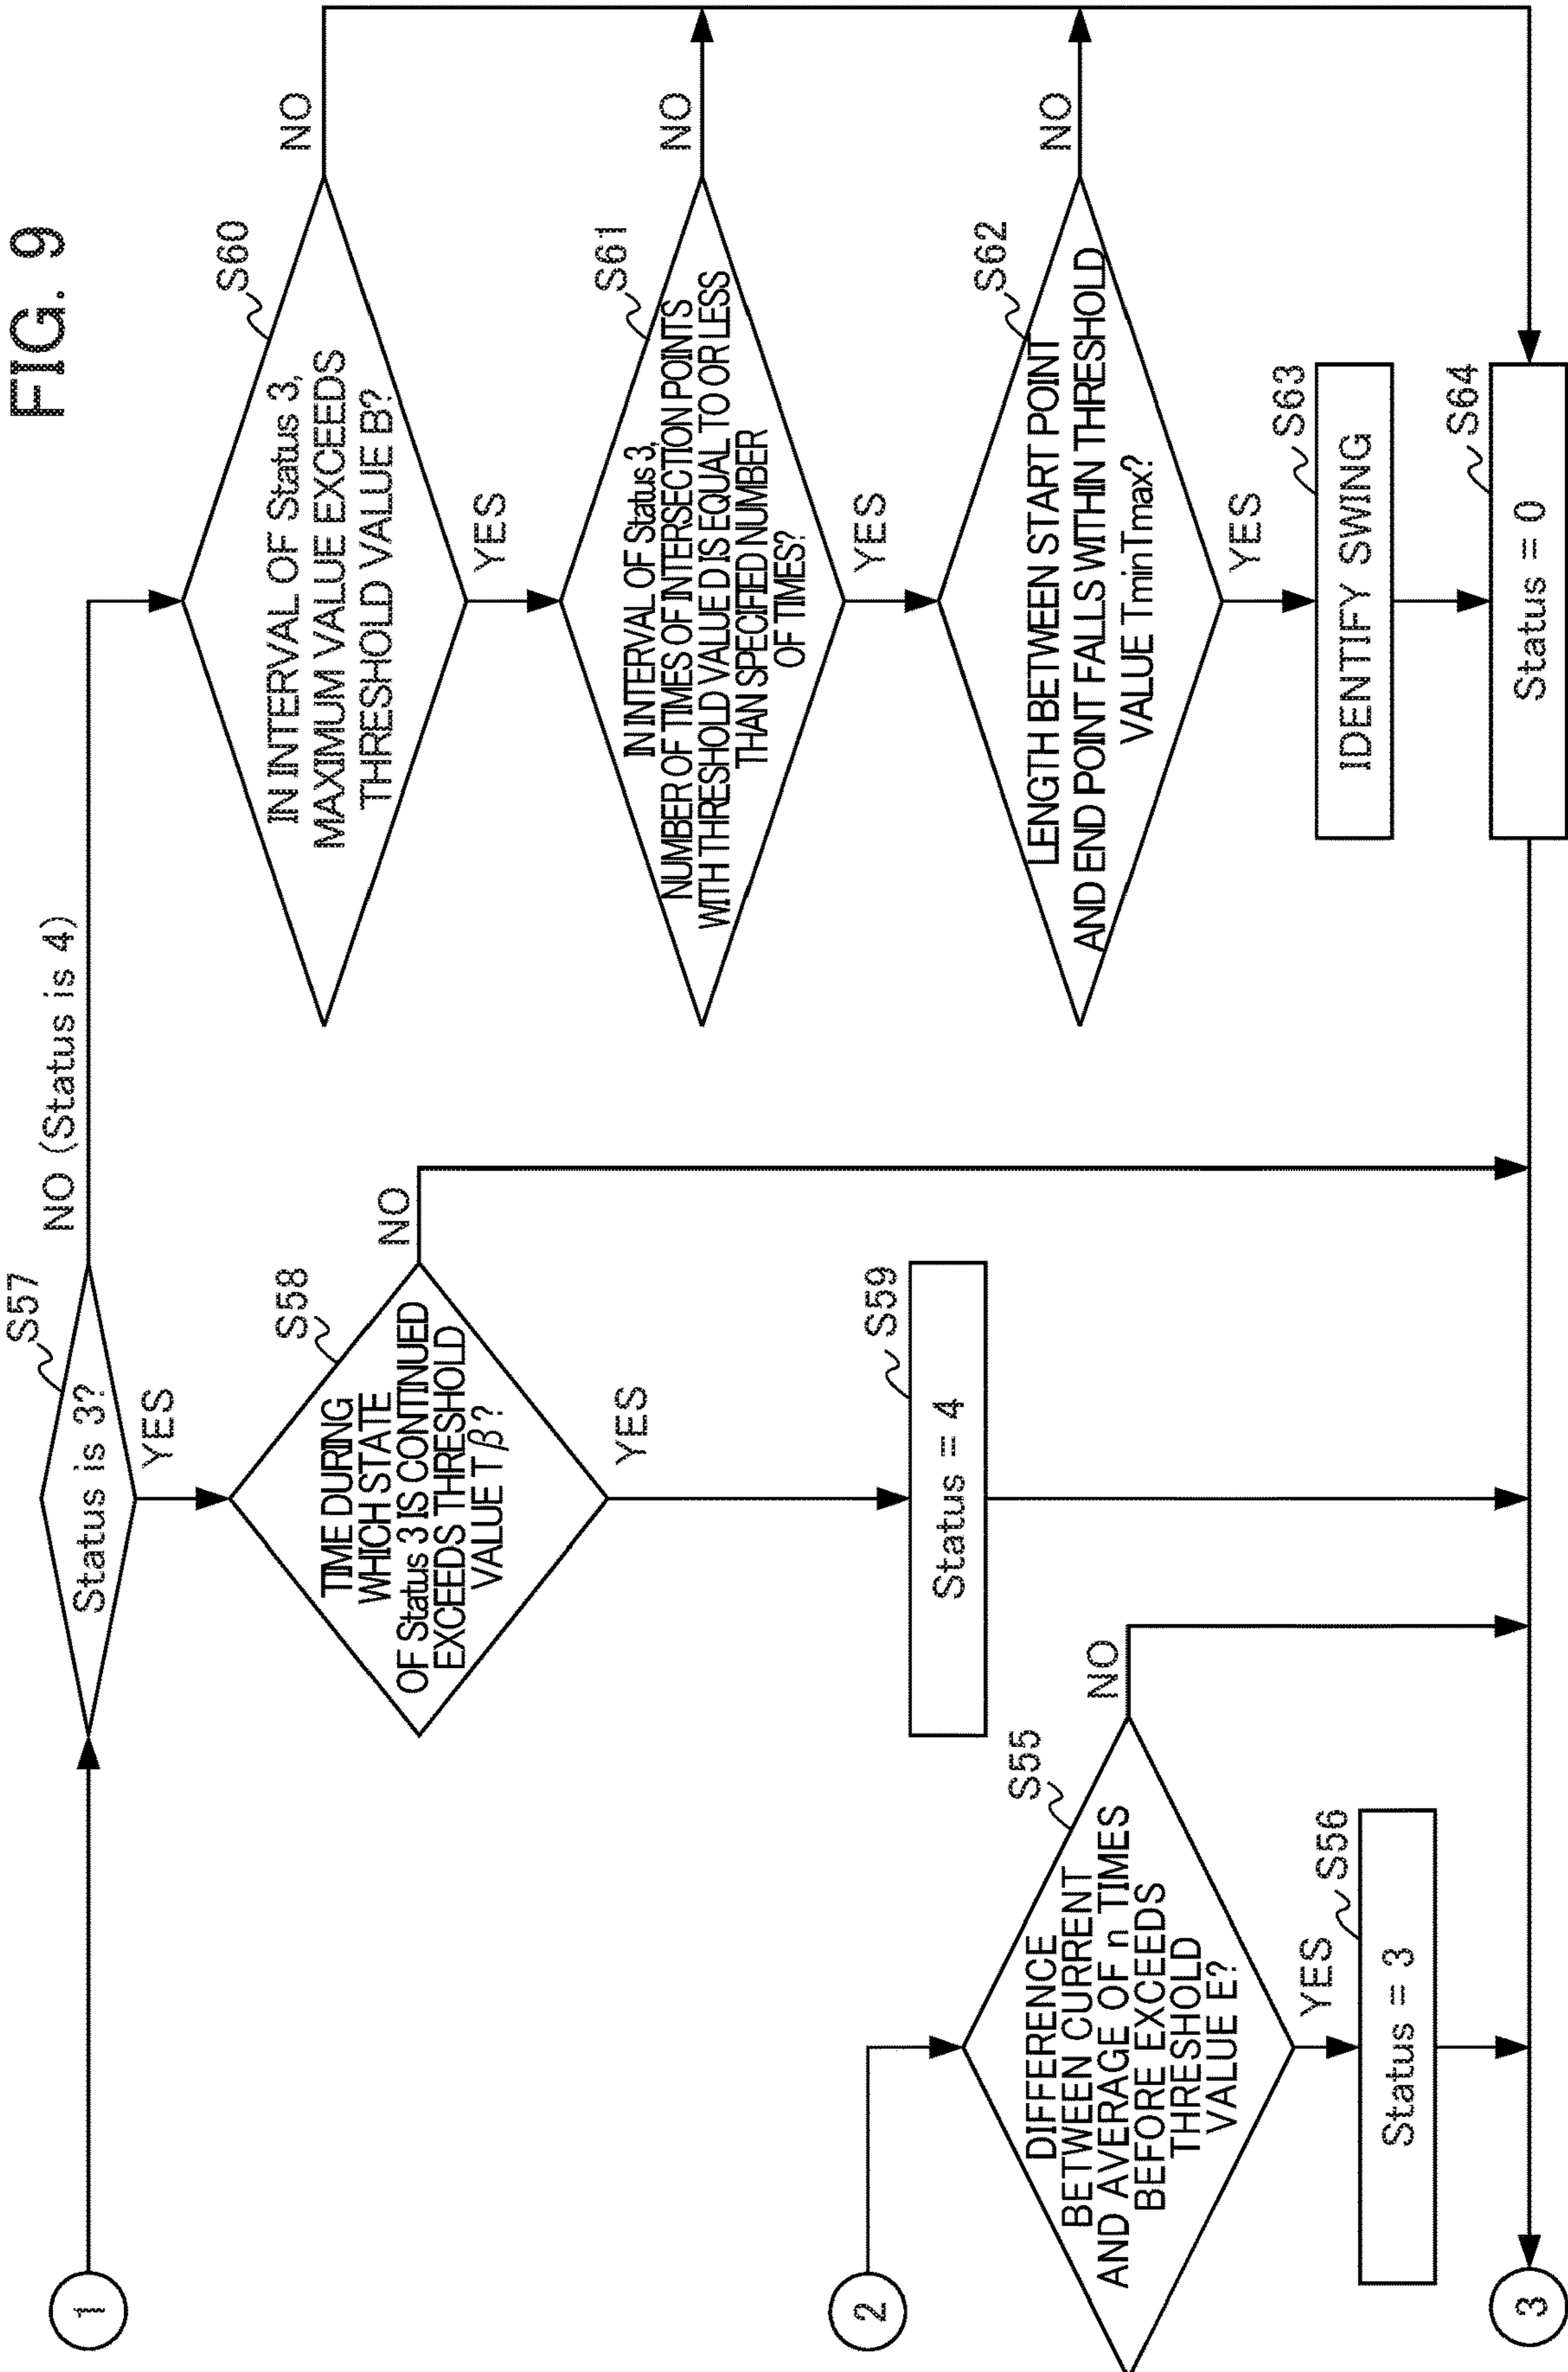 FIG. 9
1
S57
Status is 3?
NO (Status is 4)
YES
S58
TIME DURING
WHICH STATE
OF Status 3 IS CONTINUED
EXCEEDS THRESHOLD
VALUE Tβ?
NO
YES
S59
Status = 4
S60
IN INTERVAL OF Status 3,
MAXIMUM VALUE EXCEEDS
THRESHOLD VALUE B?
NO
YES
S61
IN INTERVAL OF Status 3,
NUMBER OF TIMES OF INTERSECTION POINTS
WITH THRESHOLD VALUE D IS EQUAL TO OR LESS
THAN SPECIFIED NUMBER
OF TIMES?
NO
YES
S62
LENGTH BETWEEN START POINT
AND END POINT FALLS WITHIN THRESHOLD
VALUE TminTmax?
NO
YES
S63
IDENTIFY SWING
S64
Status = 0
2
S55
DIFFERENCE
BETWEEN CURRENT
AND AVERAGE OF n TIMES
BEFORE EXCEEDS
THRESHOLD
VALUE E?
NO
YES
S56
Status = 3
3